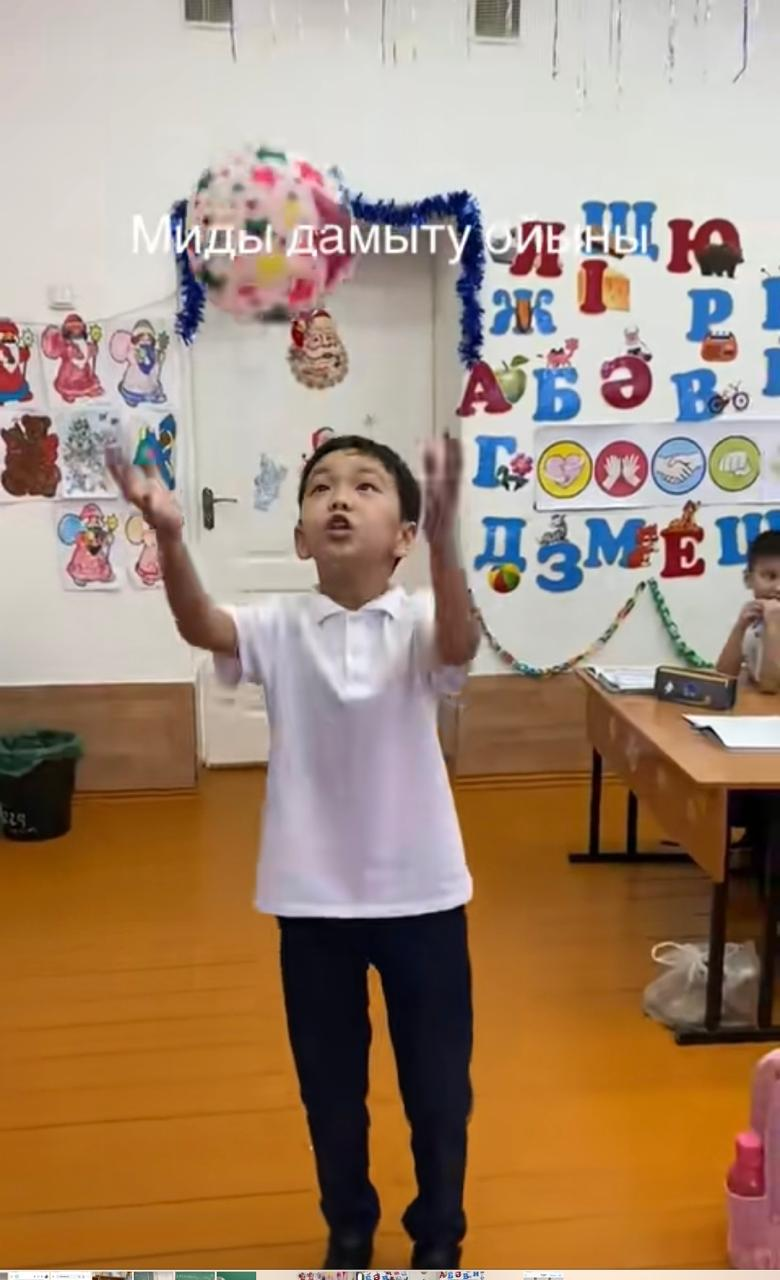 Миды дамыту ойыны
Л Щ Ю
Ж І Р
А Б Ә В
Г
Д З М Е Ш